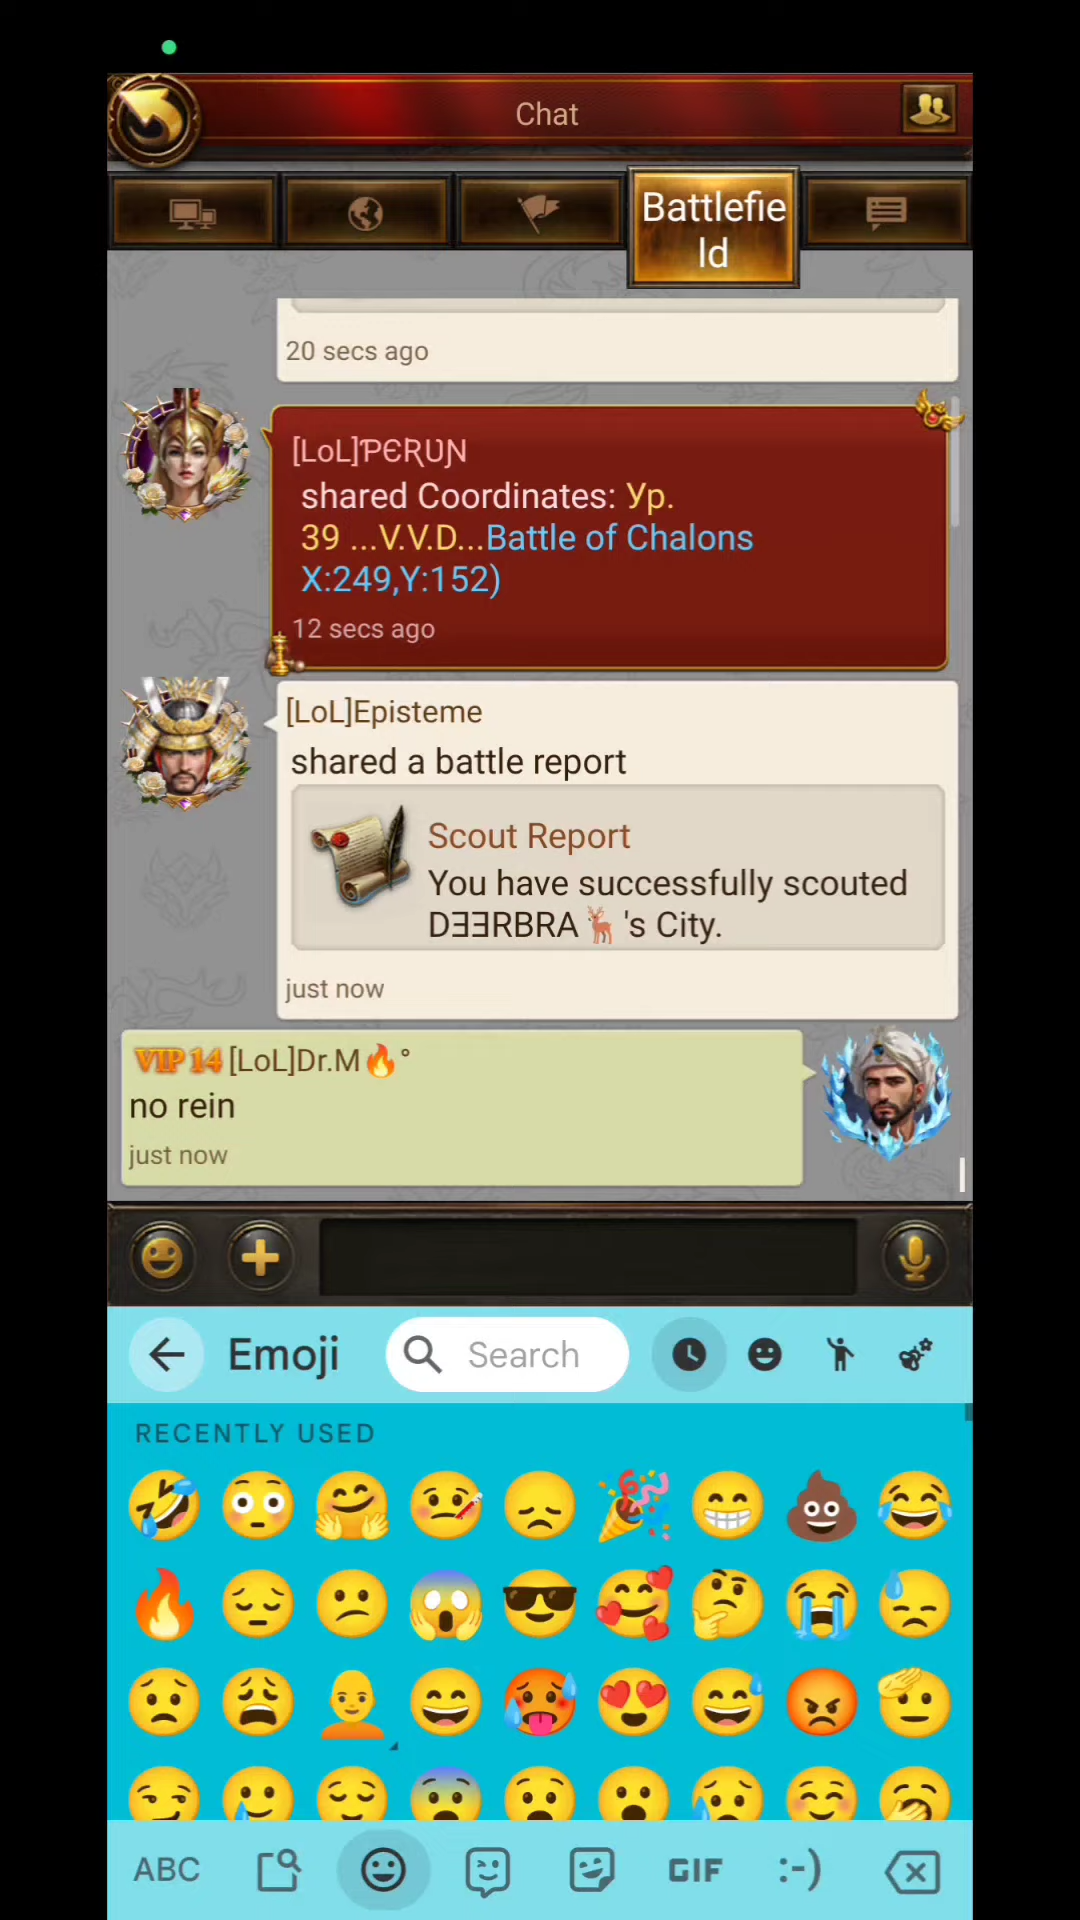 Chat
Battlefie
ld
20 secs ago
[LoL]ƤЄƦƲƝ
shared Coordinates: Ур.
39 ...V.V.D...Battle of Chalons
X:249,Y:152)
12 secs ago
[LoL]Episteme
shared a battle report
Scout Report
You have successfully scouted
DƎƎRBRA🦌's City.
just now
VIP 14 [LoL]Dr.M🔥°
no rein
just now
Emoji
Search
RECENTLY USED
ABC
GIF
:-)